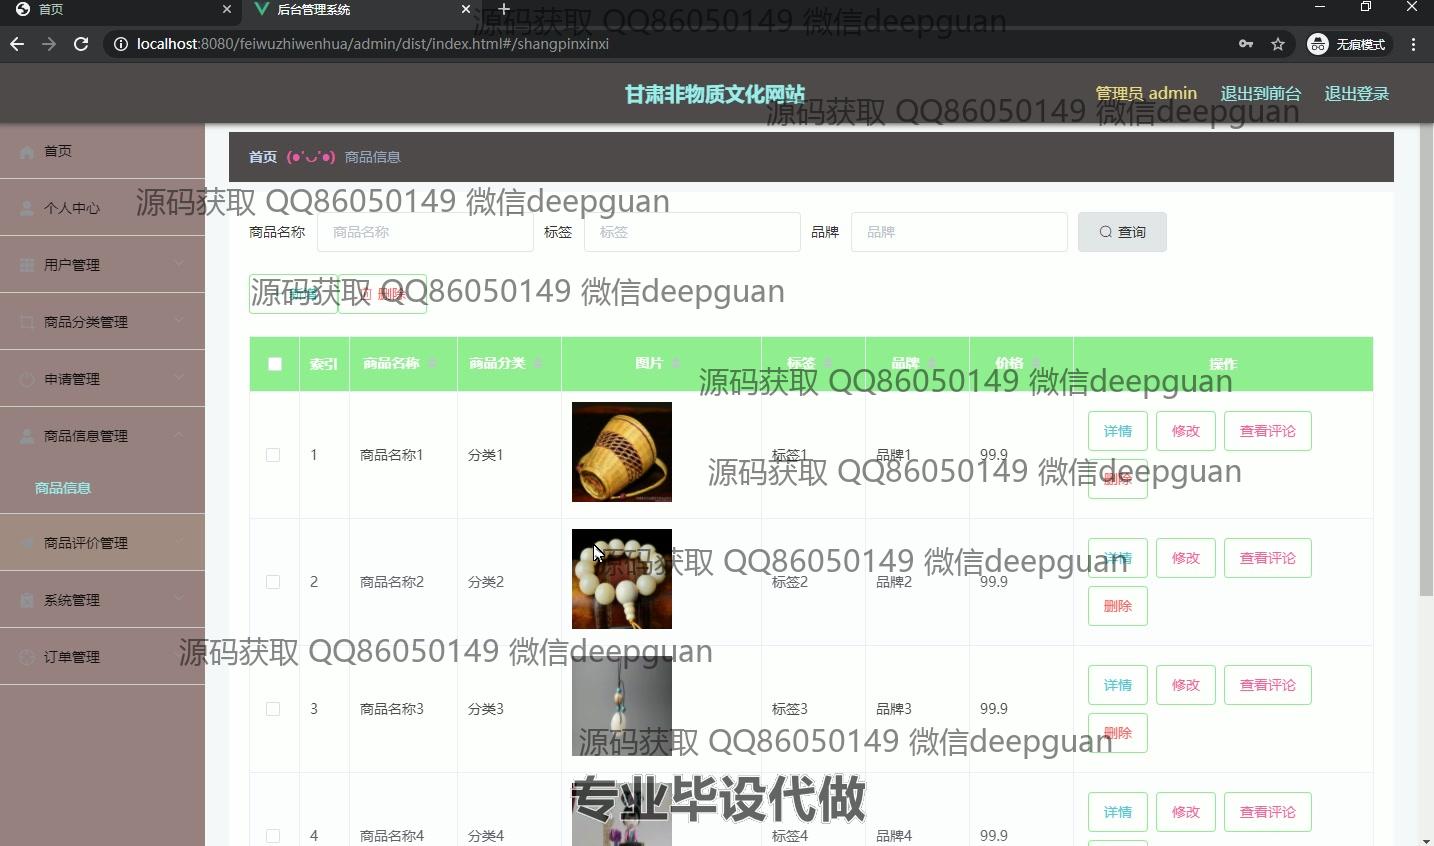 首页
后台管理系统
源码获取 QQ86050149 微信deepguan
localhost:8080/feiwuzhiwenhua/admin/dist/index.html#/shangpinxinxi
无痕模式
甘肃非物质文化网站
管理员 admin
退出到前台
退出登录
源码获取 QQ86050149 微信deepguan
首页
首页 (●'◡'●) 商品信息
个人中心
源码获取 QQ86050149 微信deepguan
商品名称 商品名称
标签 标签
品牌 品牌
查询
用户管理
新增
删除
源码获取 QQ86050149 微信deepguan
商品分类管理
索引 商品名称 商品分类 图片 标签 品牌 价格 操作
申请管理
源码获取 QQ86050149 微信deepguan
商品信息管理
1 商品名称1 分类1 标签1 品牌1 99.9 详情 修改 查看评论
删除
源码获取 QQ86050149 微信deepguan
商品信息
商品评价管理
源码获取 QQ86050149 微信deepguan
2 商品名称2 分类2 标签2 品牌2 99.9 详情 修改 查看评论
删除
系统管理
订单管理
源码获取 QQ86050149 微信deepguan
3 商品名称3 分类3 标签3 品牌3 99.9 详情 修改 查看评论
删除
源码获取 QQ86050149 微信deepguan
专业毕设代做
4 商品名称4 分类4 标签4 品牌4 99.9 详情 修改 查看评论